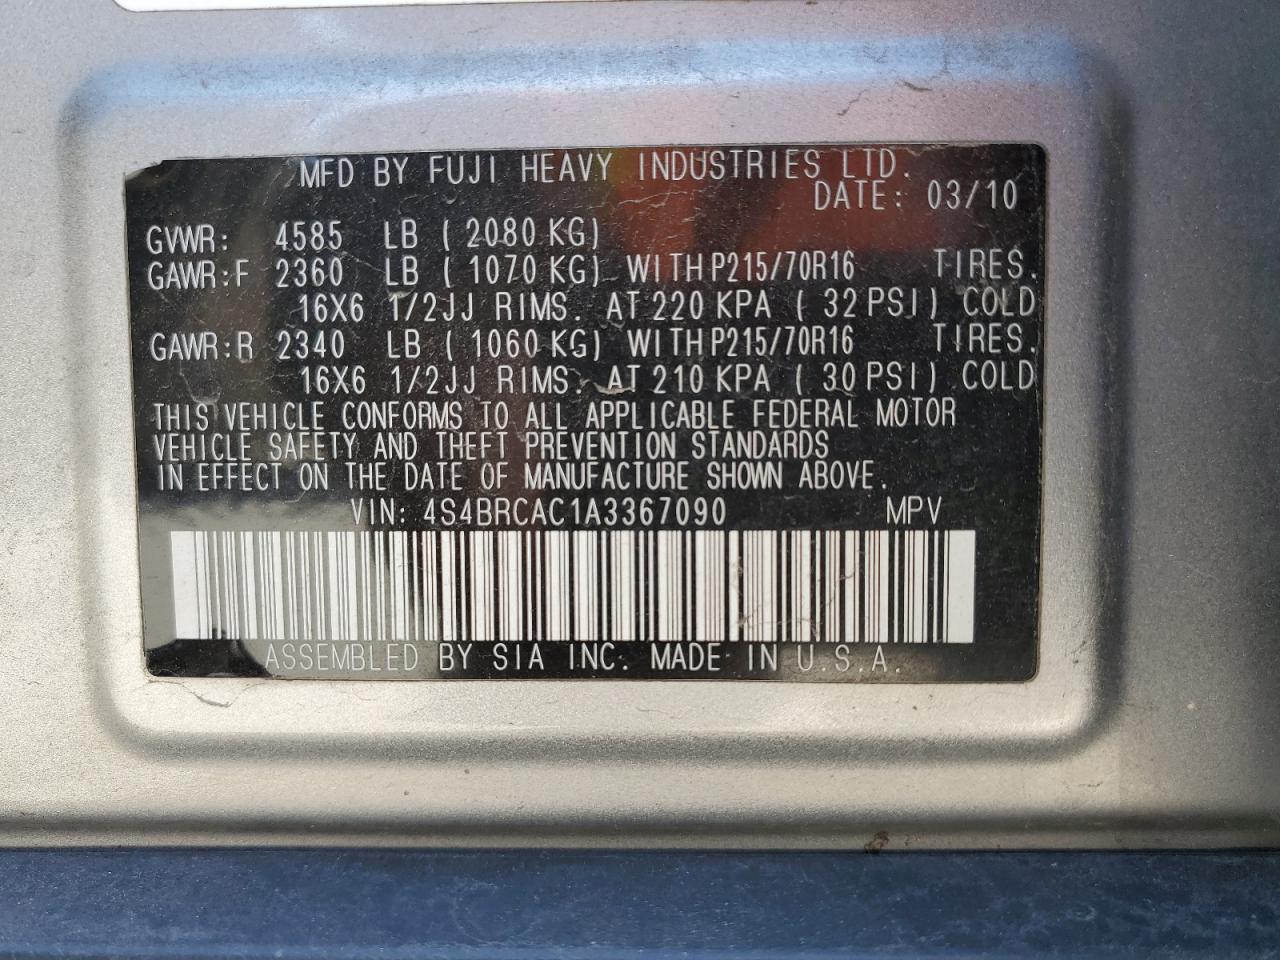 MFD BY FUJI HEAVY INDUSTRIES LTD.
DATE: 03/10
GVWR: 4585 LB ( 2080 KG)
GAWR:F 2360 LB ( 1070 KG) WITH P215/70R16 TIRES.
16X6 1/2JJ RIMS. AT 220 KPA ( 32 PSI) COLD
GAWR:R 2340 LB ( 1060 KG) WITH P215/70R16 TIRES.
16X6 1/2JJ RIMS. AT 210 KPA ( 30 PSI) COLD
THIS VEHICLE CONFORMS TO ALL APPLICABLE FEDERAL MOTOR
VEHICLE SAFETY AND THEFT PREVENTION STANDARDS
IN EFFECT ON THE DATE OF MANUFACTURE SHOWN ABOVE.
VIN: 4S4BRCAC1A3367090 MPV
ASSEMBLED BY SIA INC. MADE IN U.S.A.